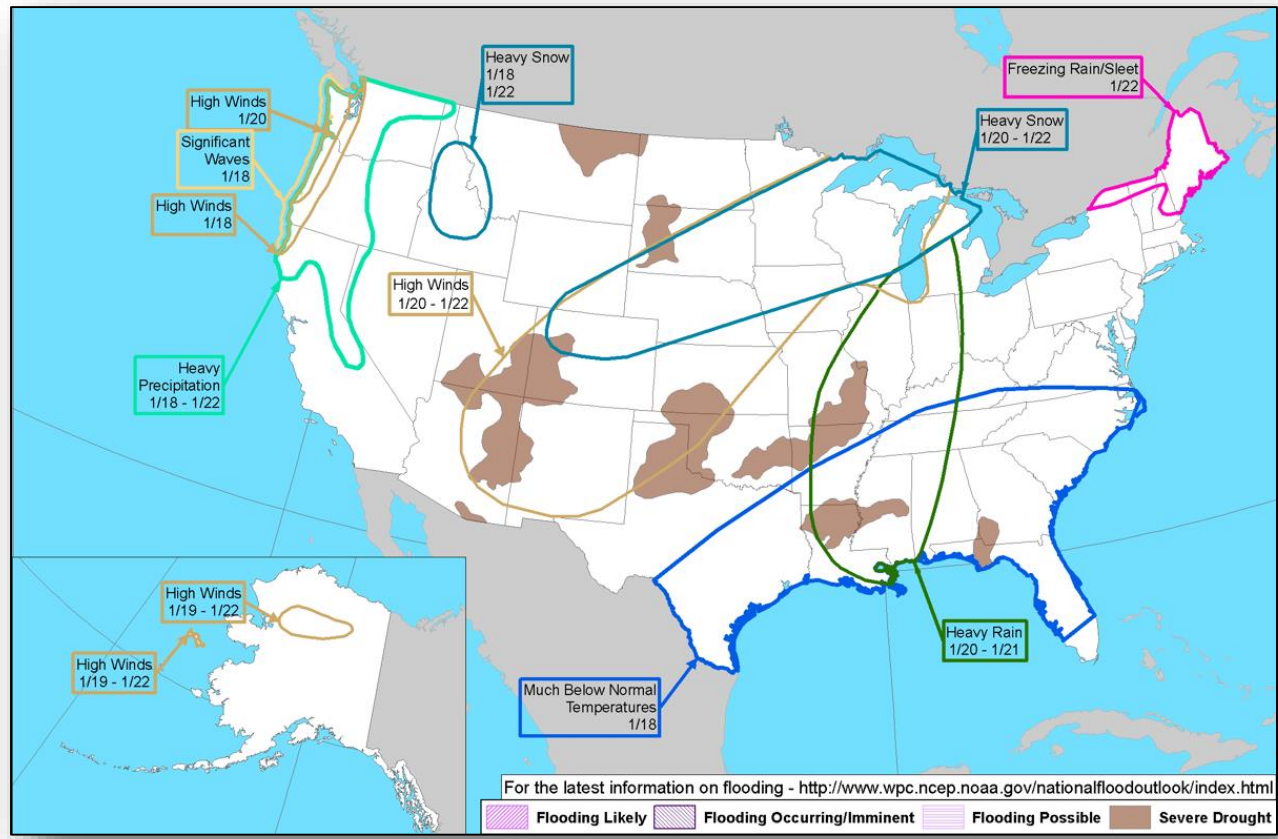 Heavy Snow
1/18
1/22
Freezing Rain/Sleet
1/22
High Winds
1/20
Heavy Snow
1/20 - 1/22
Significant
Waves
1/18
High Winds
1/18
High Winds
1/20 - 1/22
Heavy
Precipitation
1/18 - 1/22
High Winds
1/19 - 1/22
High Winds
1/19 - 1/22
Heavy Rain
1/20 - 1/21
Much Below Normal
Temperatures
1/18
For the latest information on flooding - http://www.wpc.ncep.noaa.gov/nationalfloodoutlook/index.html
Flooding Likely Flooding Occurring/Imminent Flooding Possible Severe Drought